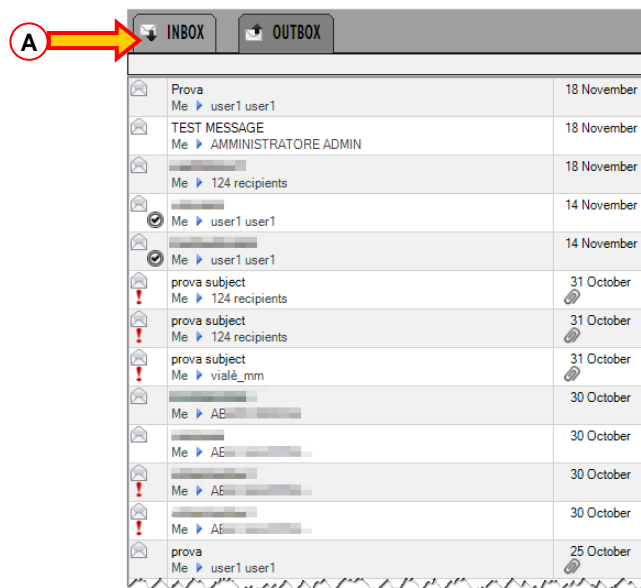 A
INBOX
OUTBOX
Prova
18 November
Me user1 user1
TEST MESSAGE
18 November
Me AMMINISTRATORE ADMIN
18 November
Me 124 recipients
14 November
Me user1 user1
14 November
Me user1 user1
prova subject
31 October
Me 124 recipients
prova subject
31 October
Me 124 recipients
prova subject
31 October
Me vialè_mm
30 October
Me
30 October
Me
30 October
Me
30 October
Me
prova
25 October
Me user1 user1